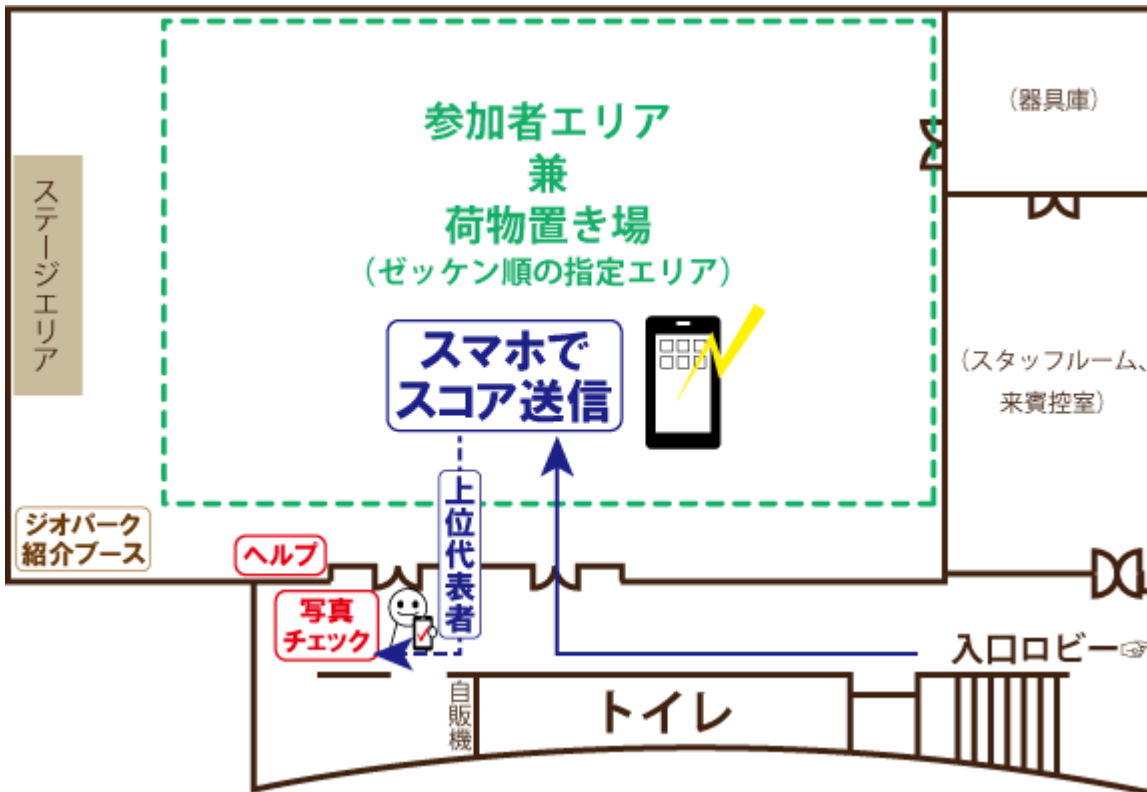 参加者エリア
兼
荷物置き場
（ゼッケン順の指定エリア）
（器具庫）
ステージエリア
スマホで
スコア送信
（スタッフルーム、
来賓控室）
上位代表者
ジオパーク
紹介ブース
ヘルプ
写真
チェック
入口ロビー☞
自販機
トイレ